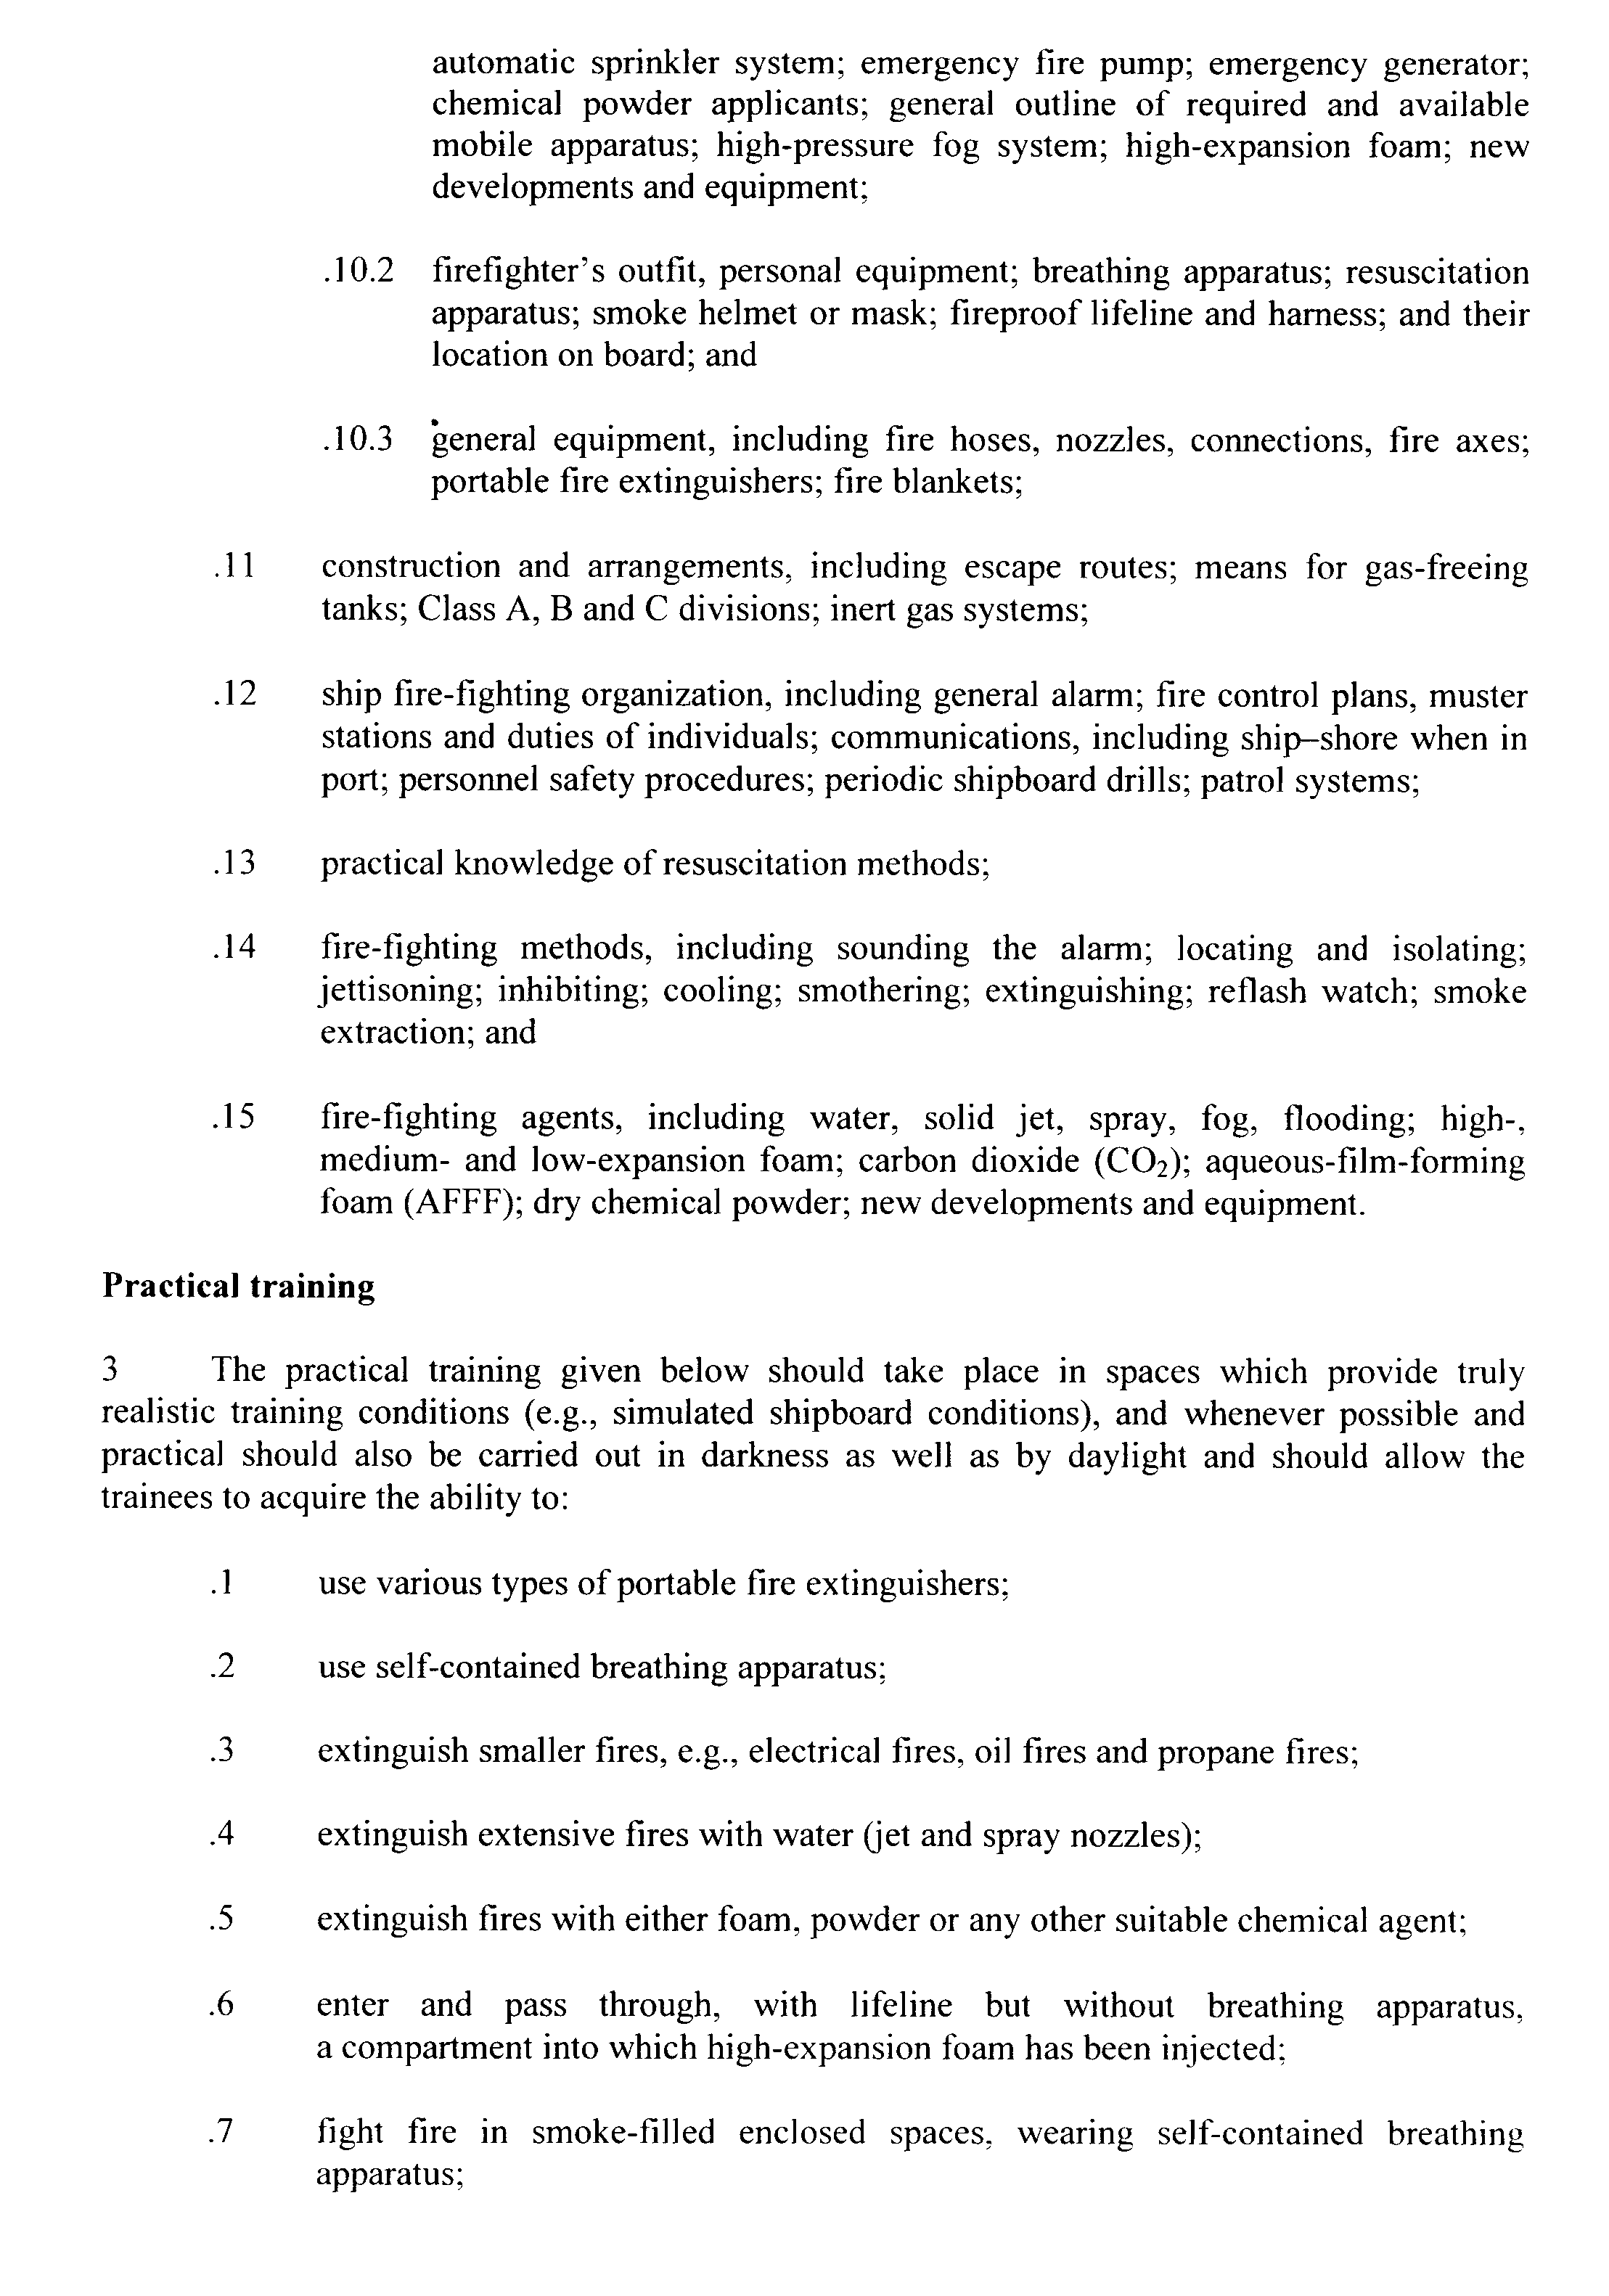 automatic sprinkler system; emergency fire pump; emergency generator;
chemical powder applicants; general outline of required and available
mobile apparatus; high-pressure fog system; high-expansion foam; new
developments and equipment;
.10.2 firefighter’s outfit, personal equipment; breathing apparatus; resuscitation
apparatus; smoke helmet or mask; fireproof lifeline and harness; and their
location on board; and
.10.3 general equipment, including fire hoses, nozzles, connections, fire axes;
portable fire extinguishers; fire blankets;
.11 construction and arrangements, including escape routes; means for gas-freeing
tanks; Class A, B and C divisions; inert gas systems;
.12 ship fire-fighting organization, including general alarm; fire control plans, muster
stations and duties of individuals; communications, including ship–shore when in
port; personnel safety procedures; periodic shipboard drills; patrol systems;
.13 practical knowledge of resuscitation methods;
.14 fire-fighting methods, including sounding the alarm; locating and isolating;
jettisoning; inhibiting; cooling; smothering; extinguishing; reflash watch; smoke
extraction; and
.15 fire-fighting agents, including water, solid jet, spray, fog, flooding; high-,
medium- and low-expansion foam; carbon dioxide (CO₂); aqueous-film-forming
foam (AFFF); dry chemical powder; new developments and equipment.
Practical training
3 The practical training given below should take place in spaces which provide truly
realistic training conditions (e.g., simulated shipboard conditions), and whenever possible and
practical should also be carried out in darkness as well as by daylight and should allow the
trainees to acquire the ability to:
.1 use various types of portable fire extinguishers;
.2 use self-contained breathing apparatus;
.3 extinguish smaller fires, e.g., electrical fires, oil fires and propane fires;
.4 extinguish extensive fires with water (jet and spray nozzles);
.5 extinguish fires with either foam, powder or any other suitable chemical agent;
.6 enter and pass through, with lifeline but without breathing apparatus,
a compartment into which high-expansion foam has been injected;
.7 fight fire in smoke-filled enclosed spaces, wearing self-contained breathing
apparatus;